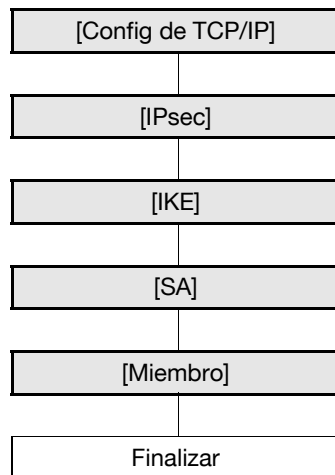 [Config de TCP/IP]
[IPsec]
[IKE]
[SA]
[Miembro]
Finalizar